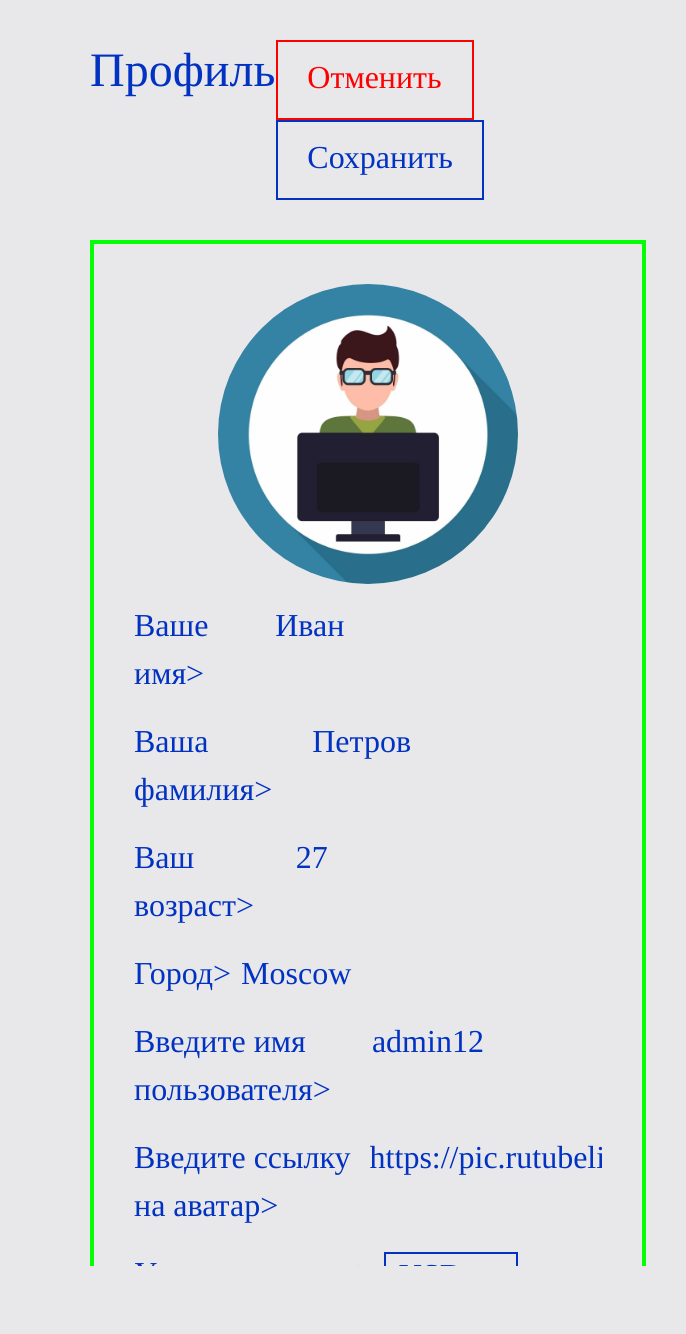 Профиль Отменить
Сохранить
Ваше Иван
имя>
Ваша Петров
фамилия>
Ваш 27
возраст>
Город> Moscow
Введите имя admin12
пользователя>
Введите ссылку https://pic.rutubeli
на аватар>